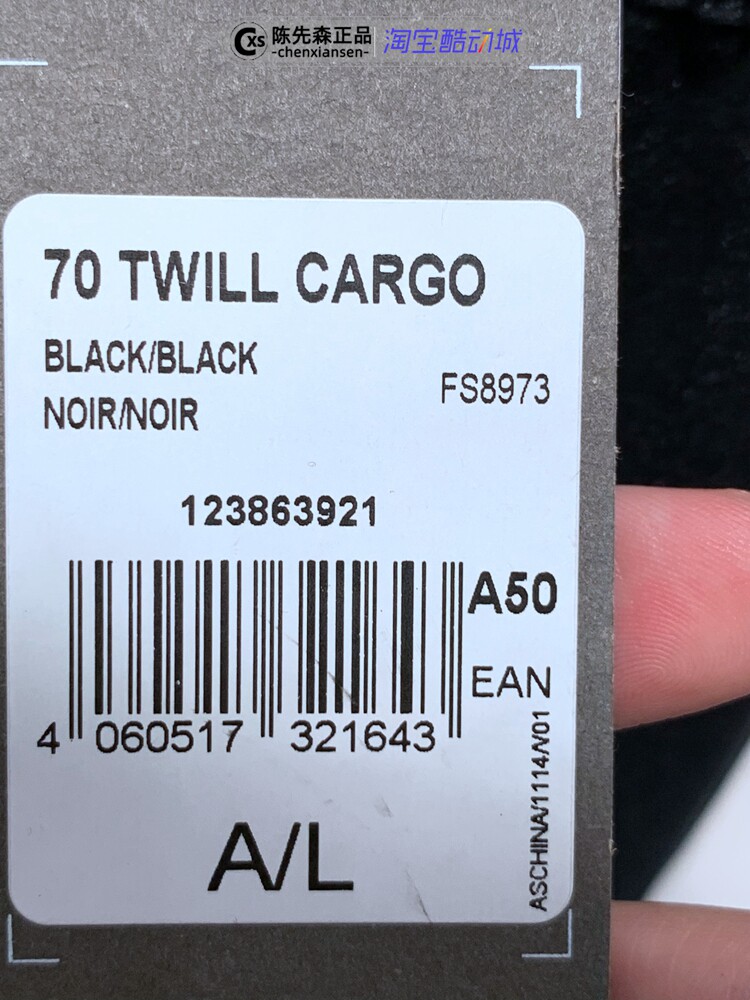 CXS 陈先森正品 淘宝酷动城
-chenxiansen-
70 TWILL CARGO
BLACK/BLACK
NOIR/NOIR
FS8973
123863921
A50
EAN
4 060517 321643
A/L
ASCHINA/1114/V01